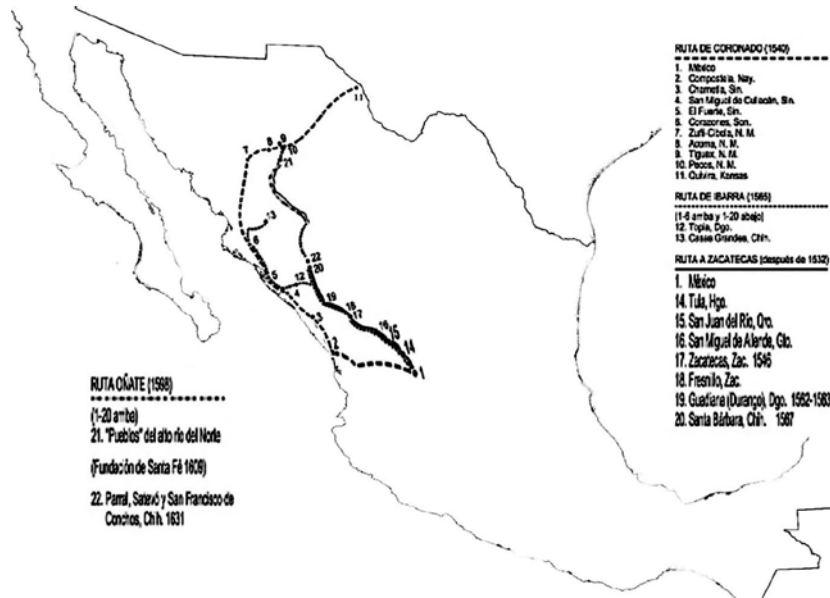 RUTA DE CORONADO (1540)
1. México
2. Compostela, Nay.
3. Chametla, Sin.
4. San Miguel de Culiacán, Sin.
5. El Fuerte, Sin.
6. Corazones, Son.
7. Zuñi-Cíbola, N. M.
8. Acoma, N. M.
9. Tiguex, N. M.
10. Pecos, N. M.
11. Quivira, Kansas
RUTA DE IBARRA (1565)
(1-6 arriba y 1-20 abajo)
12. Topia, Dgo.
13. Casas Grandes, Chih.
RUTA A ZACATECAS (después de 1532)
1. México
14. Tula, Hgo.
15. San Juan del Río, Qro.
16. San Miguel de Allende, Gto.
17. Zacatecas, Zac. 1546
18. Fresnillo, Zac.
19. Guadiana (Durango), Dgo. 1562-1563
20. Santa Bárbara, Chih. 1567
RUTA OÑATE (1598)
(1-20 arriba)
21. "Pueblos" del alto río del Norte
(Fundación de Santa Fé 1609)
22. Parral, Satevó y San Francisco de
Conchos, Chih. 1631
11
9
8
10
7
21
13
6
22
20
12
5
4
19
18
17
3
16
15
14
2
1